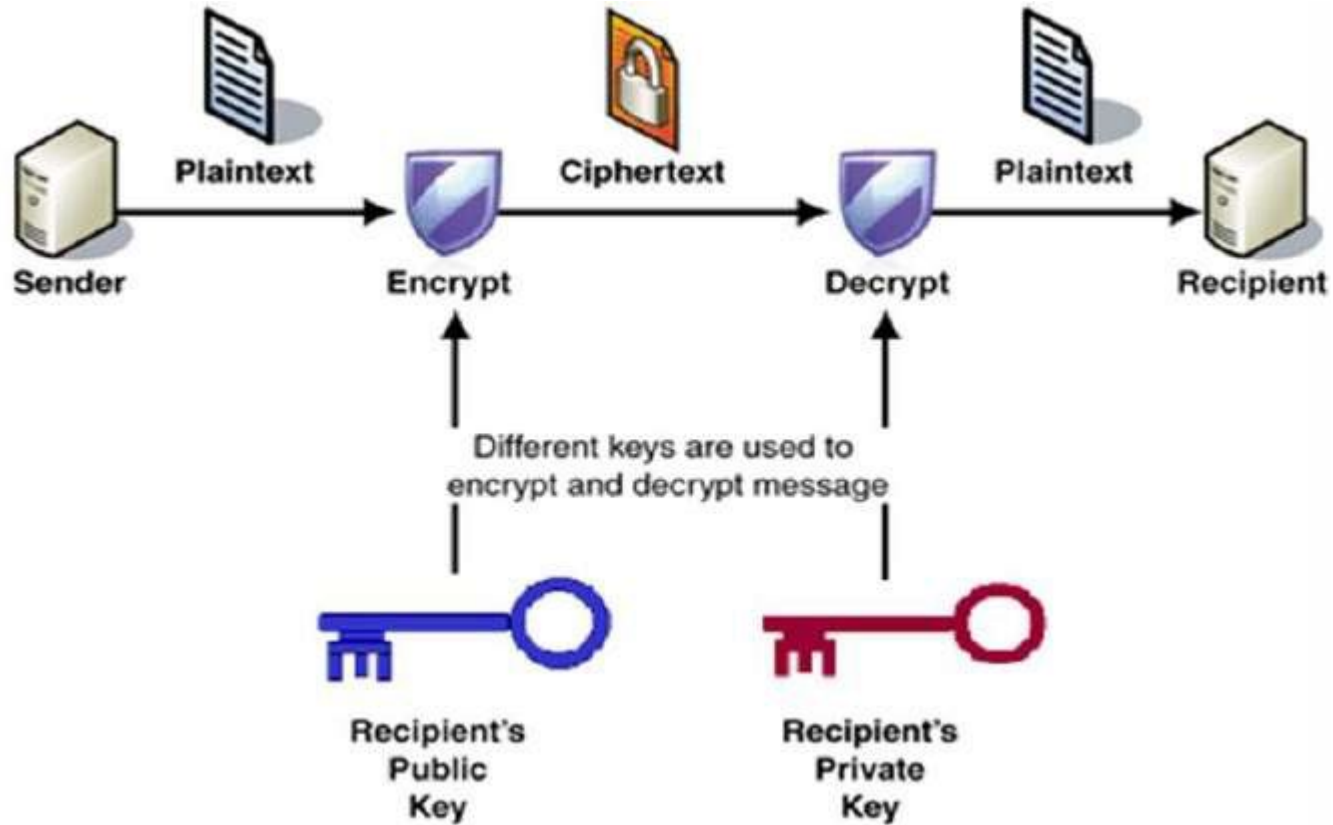 Plaintext
Ciphertext
Plaintext
Sender
Encrypt
Decrypt
Recipient
Different keys are used to
encrypt and decrypt message
Recipient's
Public
Key
Recipient's
Private
Key